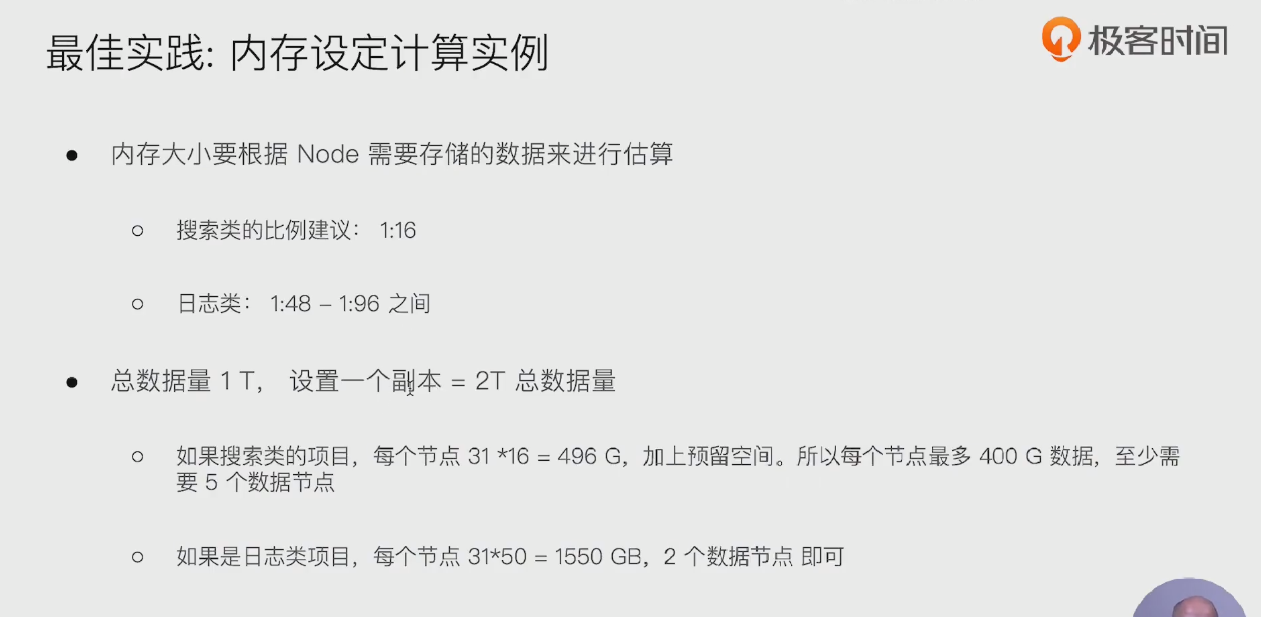 最佳实践: 内存设定计算实例
极客时间
内存大小要根据 Node 需要存储的数据来进行估算
搜索类的比例建议： 1:16
日志类： 1:48 – 1:96 之间
总数据量 1 T， 设置一个副本 = 2T 总数据量
如果搜索类的项目，每个节点 31 *16 = 496 G，加上预留空间。所以每个节点最多 400 G 数据，至少需
要 5 个数据节点
如果是日志类项目，每个节点 31*50 = 1550 GB，2 个数据节点 即可